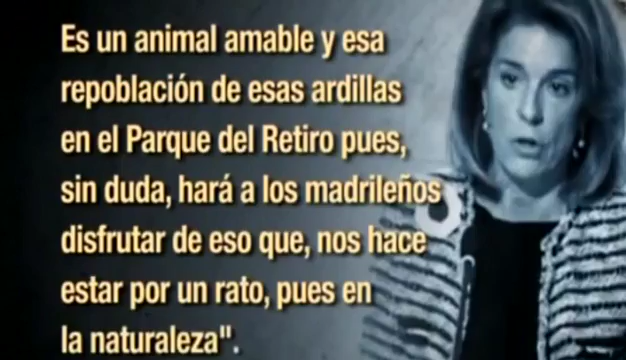 Es un animal amable y esa
repoblación de esas ardillas
en el Parque del Retiro pues,
sin duda, hará a los madrileños
disfrutar de eso que, nos hace
estar por un rato, pues en
la naturaleza".